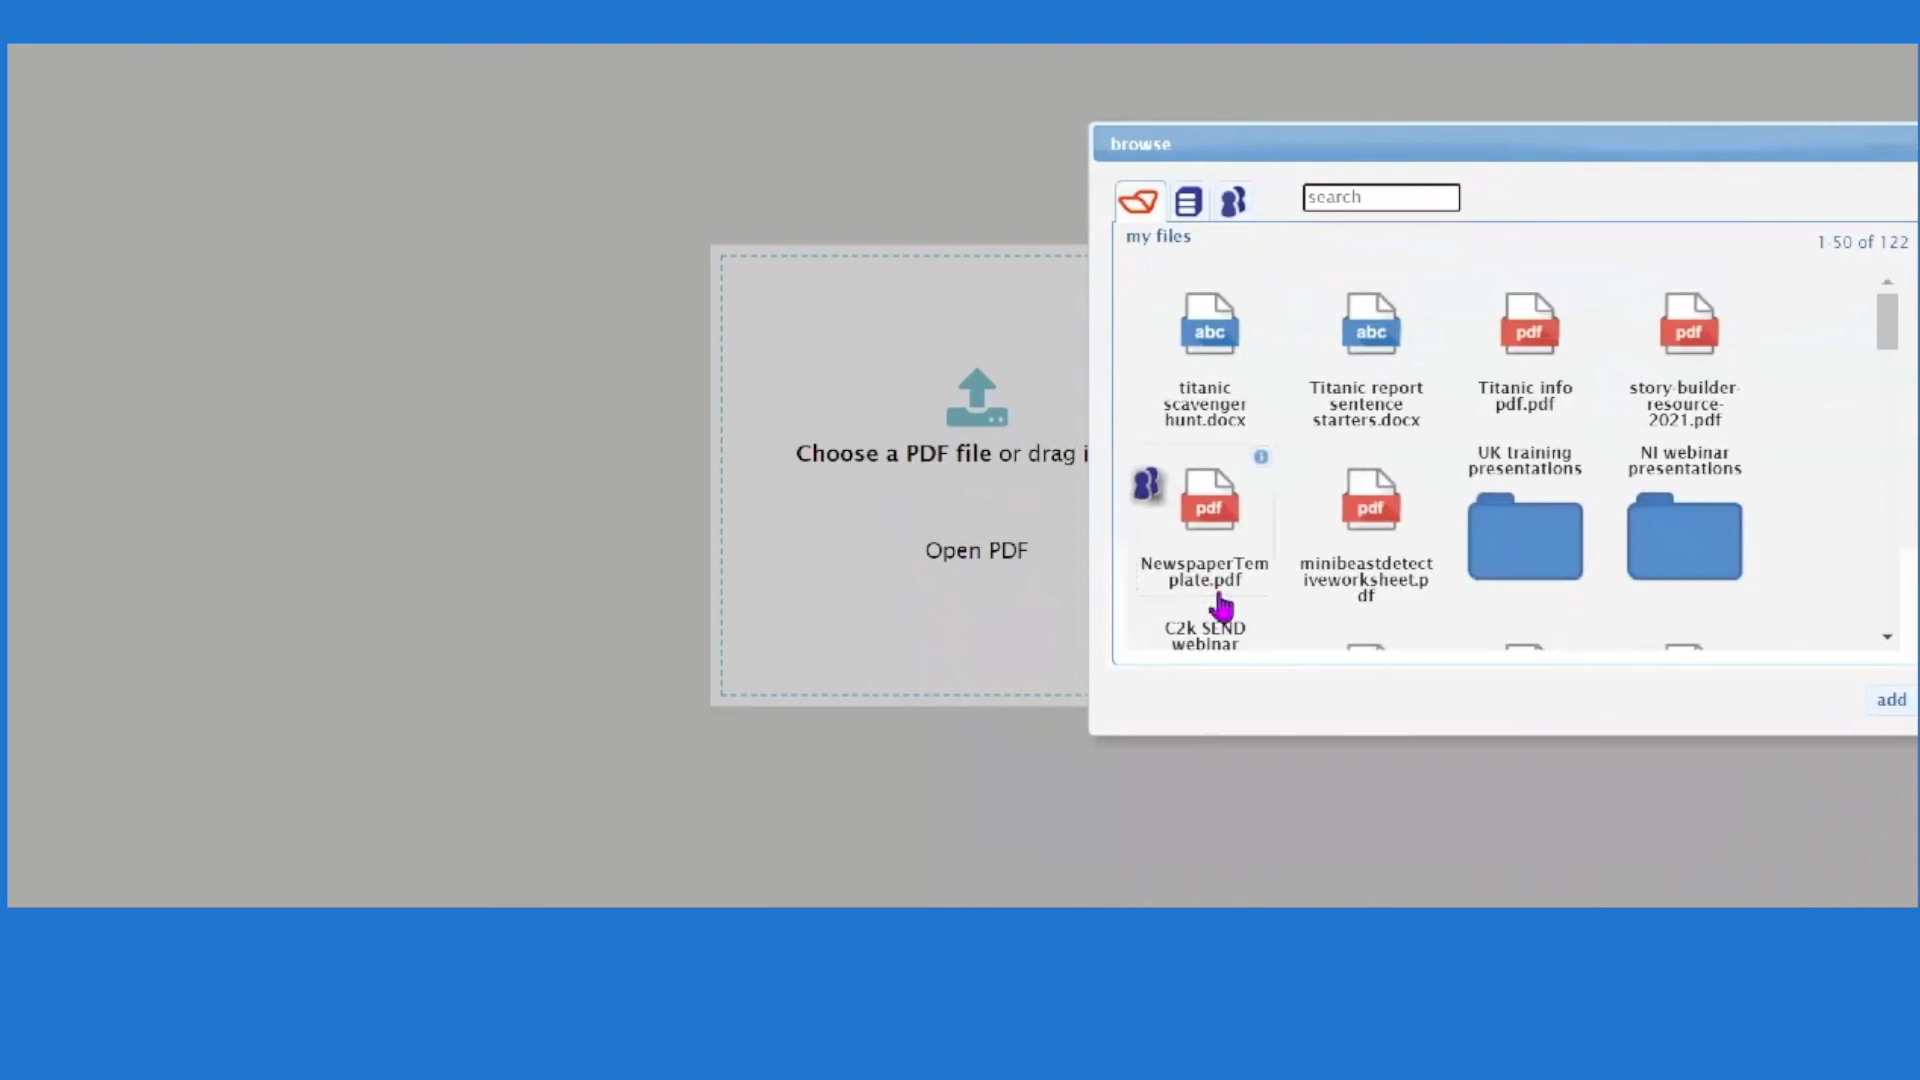 browse
search
my files
1-50 of 122
abc
abc
pdf
pdf
titanic
scavenger
hunt.docx
Titanic report
sentence
starters.docx
Titanic info
pdf.pdf
story-builder-
resource-
2021.pdf
UK training
presentations
NI webinar
presentations
pdf
pdf
NewspaperTem
plate.pdf
minibeastdetect
iveworksheet.p
df
C2k SEND
webinar
add
Choose a PDF file or drag i
Open PDF